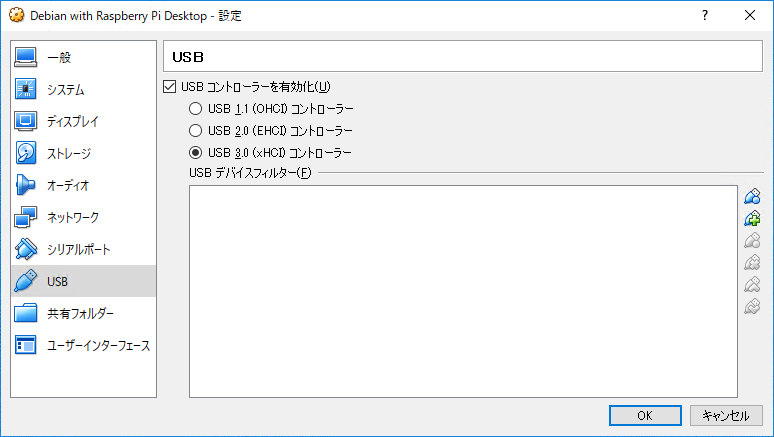 Debian with Raspberry Pi Desktop - 設定
一般
システム
ディスプレイ
ストレージ
オーディオ
ネットワーク
シリアルポート
USB
共有フォルダー
ユーザーインターフェース
USB
USB コントローラーを有効化(U)
USB 1.1 (OHCI) コントローラー
USB 2.0 (EHCI) コントローラー
USB 3.0 (xHCI) コントローラー
USB デバイスフィルター(F)
OK
キャンセル